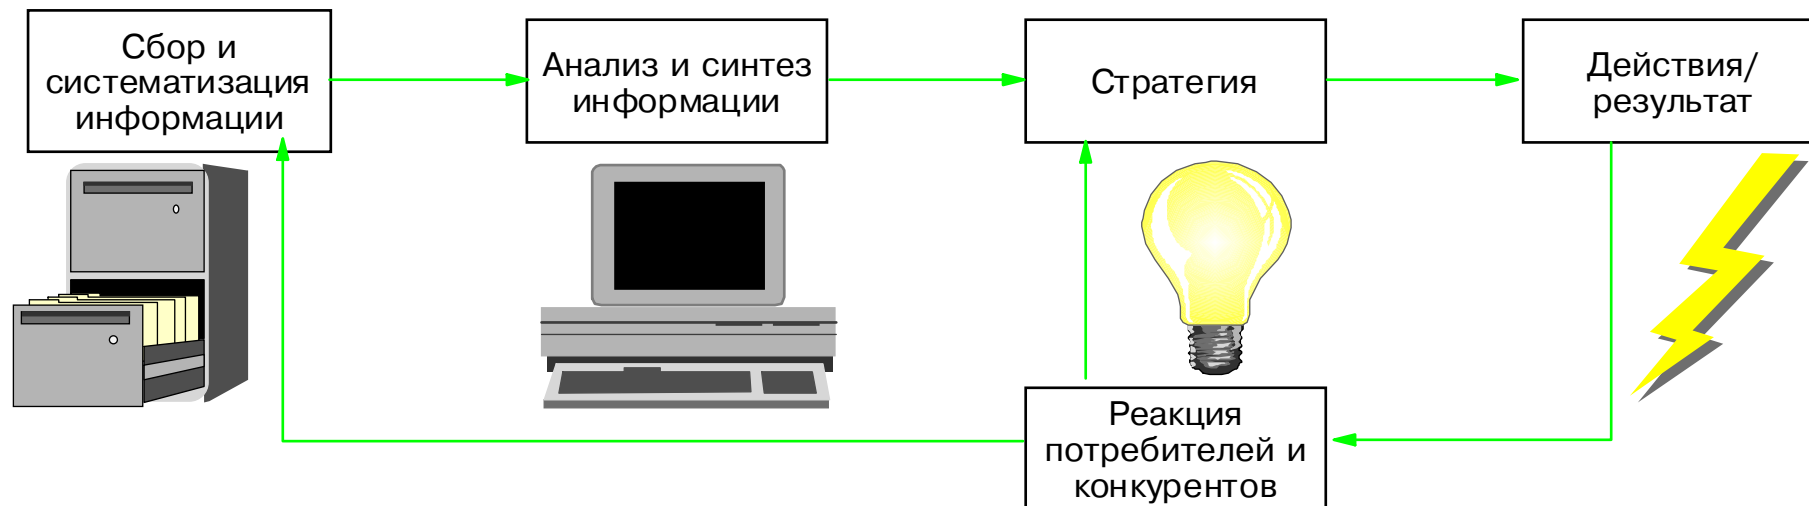 Сбор и
систематизация
информации
Анализ и синтез
информации
Стратегия
Действия/
результат
Реакция
потребителей и
конкурентов